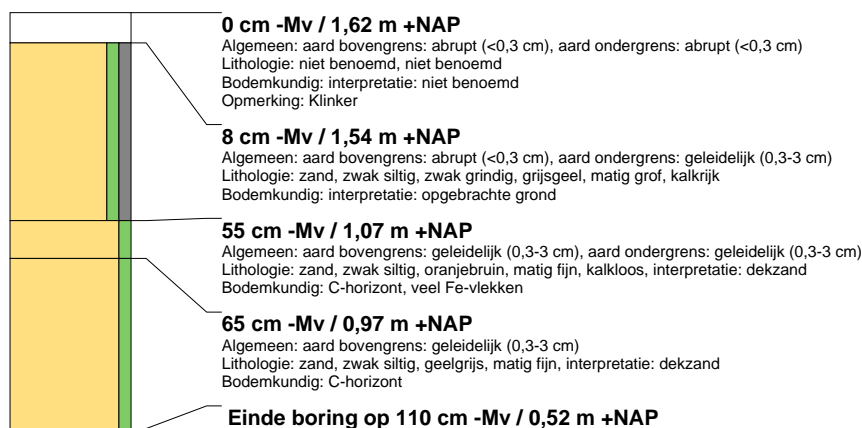 0 cm -Mv / 1,62 m +NAP
Algemeen: aard bovengrens: abrupt (<0,3 cm), aard ondergrens: abrupt (<0,3 cm)
Lithologie: niet benoemd, niet benoemd
Bodemkundig: interpretatie: niet benoemd
Opmerking: Klinker
8 cm -Mv / 1,54 m +NAP
Algemeen: aard bovengrens: abrupt (<0,3 cm), aard ondergrens: geleidelijk (0,3-3 cm)
Lithologie: zand, zwak siltig, zwak grindig, grijsgeel, matig grof, kalkrijk
Bodemkundig: interpretatie: opgebrachte grond
55 cm -Mv / 1,07 m +NAP
Algemeen: aard bovengrens: geleidelijk (0,3-3 cm), aard ondergrens: geleidelijk (0,3-3 cm)
Lithologie: zand, zwak siltig, oranjebruin, matig fijn, kalkloos, interpretatie: dekzand
Bodemkundig: C-horizont, veel Fe-vlekken
65 cm -Mv / 0,97 m +NAP
Algemeen: aard bovengrens: geleidelijk (0,3-3 cm)
Lithologie: zand, zwak siltig, geelgrijs, matig fijn, interpretatie: dekzand
Bodemkundig: C-horizont
Einde boring op 110 cm -Mv / 0,52 m +NAP